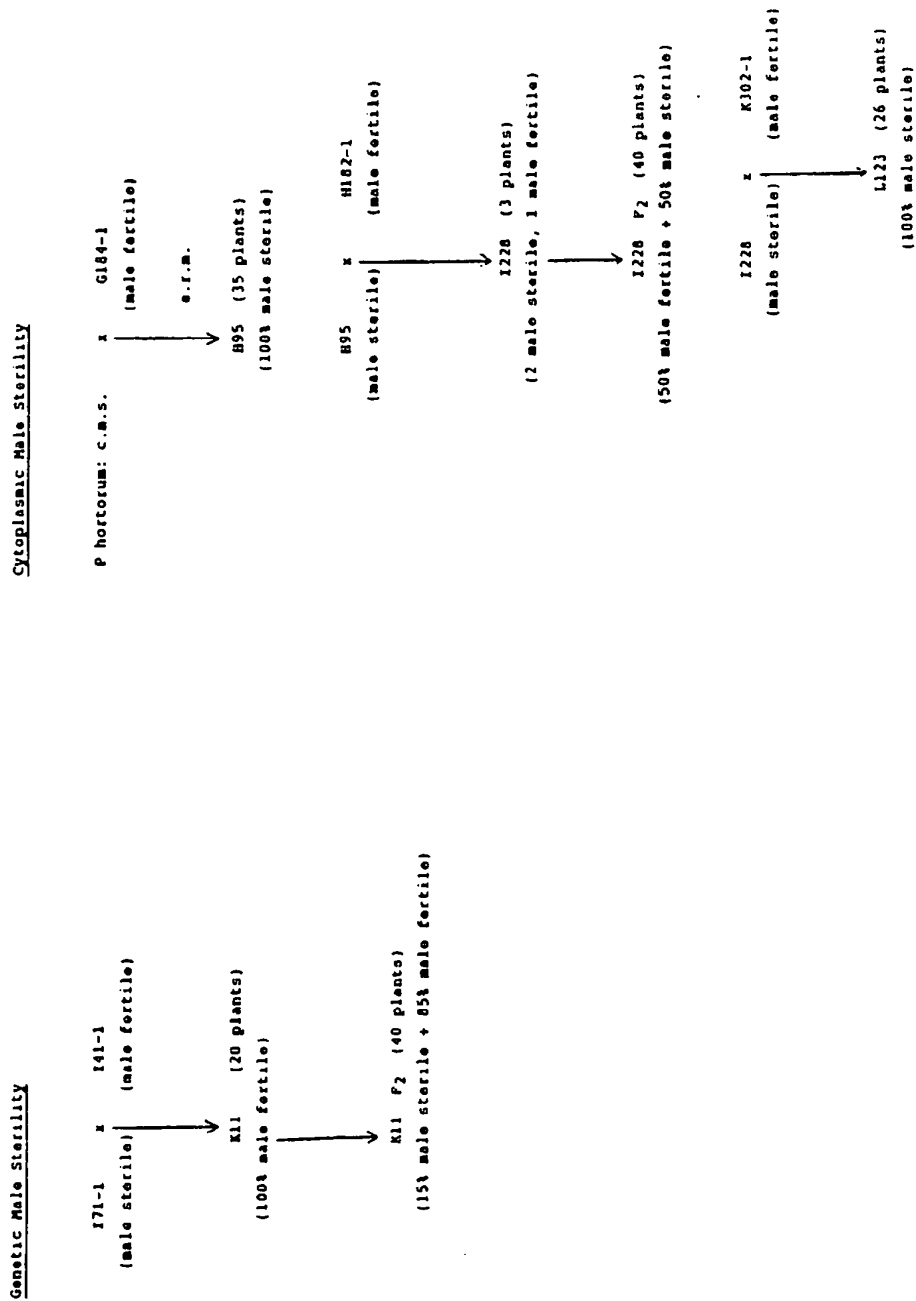 Genetic Male Sterility
I71-1 x I41-1
(male sterile) (male fertile)
K11 (20 plants)
(100% male fertile)
K11 F2 (40 plants)
(15% male sterile + 85% male fertile)
Cytoplasmic Male Sterility
P hortorum: c.m.s. x G184-1
(male fertile)
e.r.m.
H95 (35 plants)
(100% male sterile)
H95 x H182-1
(male sterile) (male fertile)
I228 (3 plants)
(2 male sterile, 1 male fertile)
I228 F2 (40 plants)
(50% male fertile + 50% male sterile)
I228 x K302-1
(male sterile) (male fertile)
L123 (26 plants)
(100% male sterile)